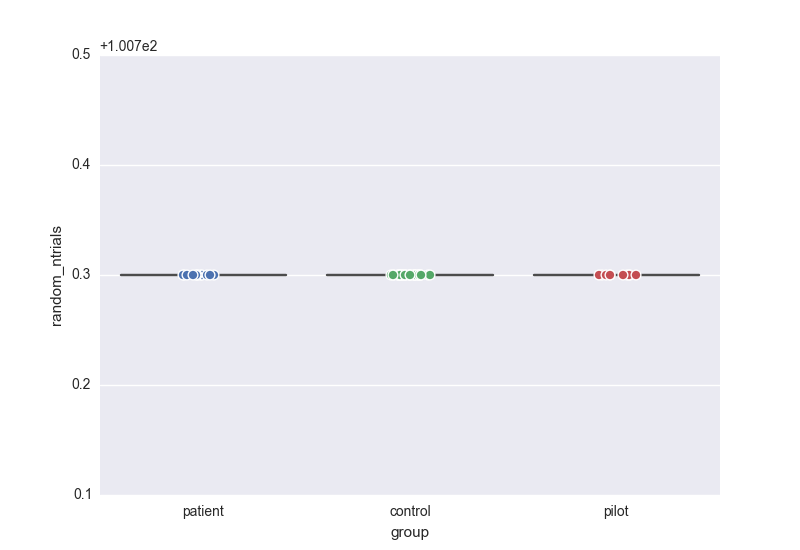 +1.007e2
0.5
0.4
0.3
0.2
0.1
random_ntrials
patient control pilot
group